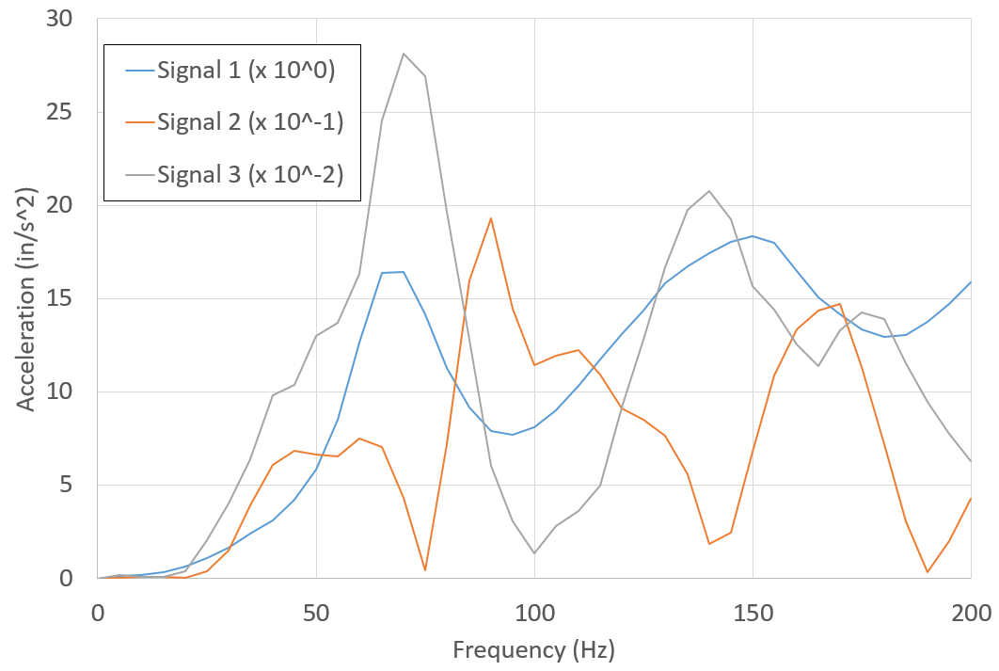 30
25
20
15
10
5
0
Acceleration (in/s^2)
Signal 1 (x 10^0)
Signal 2 (x 10^-1)
Signal 3 (x 10^-2)
0 50 100 150 200
Frequency (Hz)